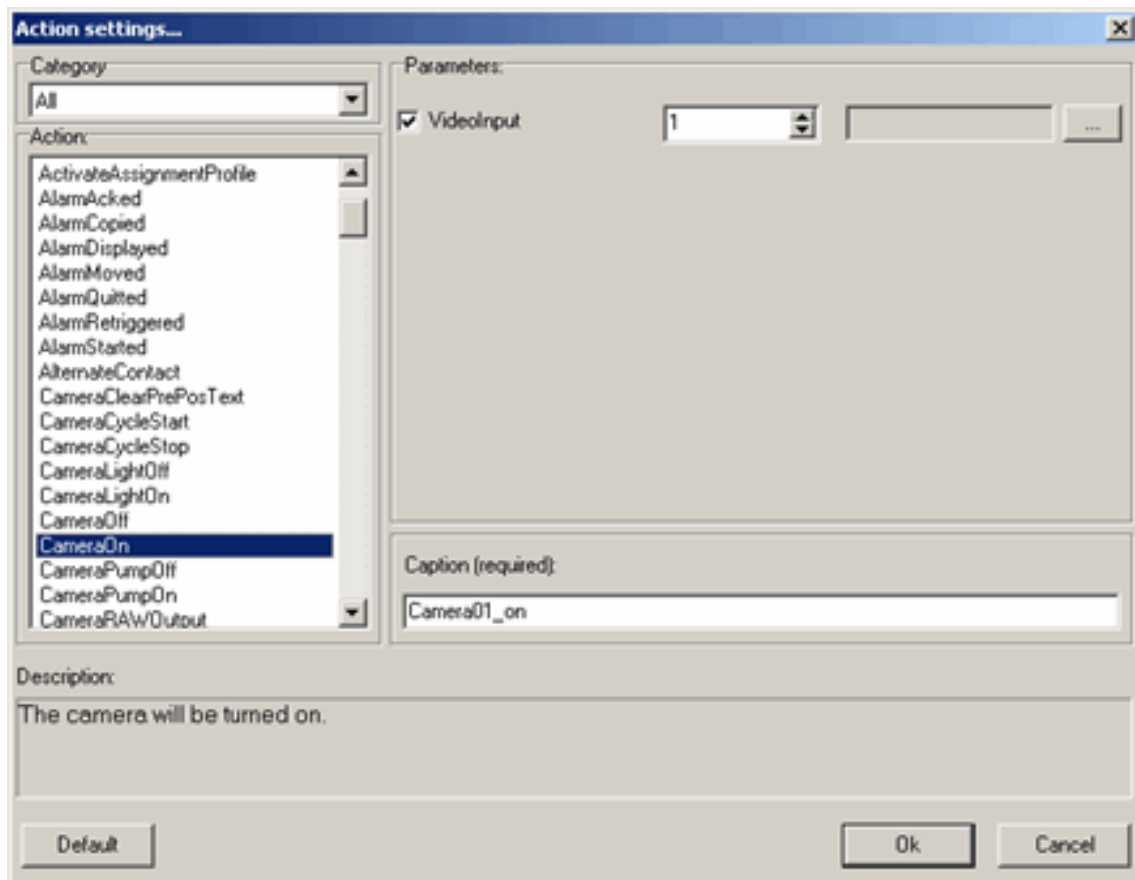 Action settings...
Category
All
Action:
ActivateAssignmentProfile
AlarmAcked
AlarmCopied
AlarmDisplayed
AlarmMoved
AlarmQuitted
AlarmRetriggered
AlarmStarted
AlternateContact
CameraClearPrePosText
CameraCycleStart
CameraCycleStop
CameraLightOff
CameraLightOn
CameraOff
CameraOn
CameraPumpOff
CameraPumpOn
CameraRAWOutput
Parameters:
VideoInput 1 ...
Caption (required):
Camera01_on
Description:
The camera will be turned on.
Default Ok Cancel